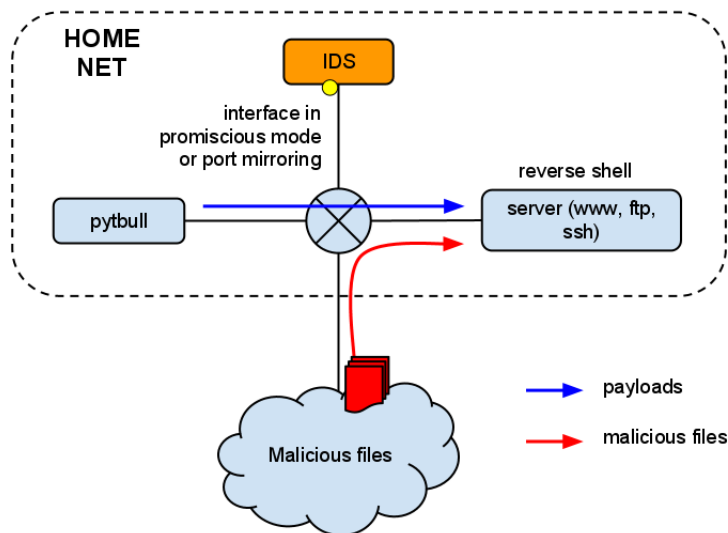 HOME
NET
IDS
interface in
promiscious mode
or port mirroring
reverse shell
pytbull
server (www, ftp,
ssh)
payloads
malicious files
Malicious files